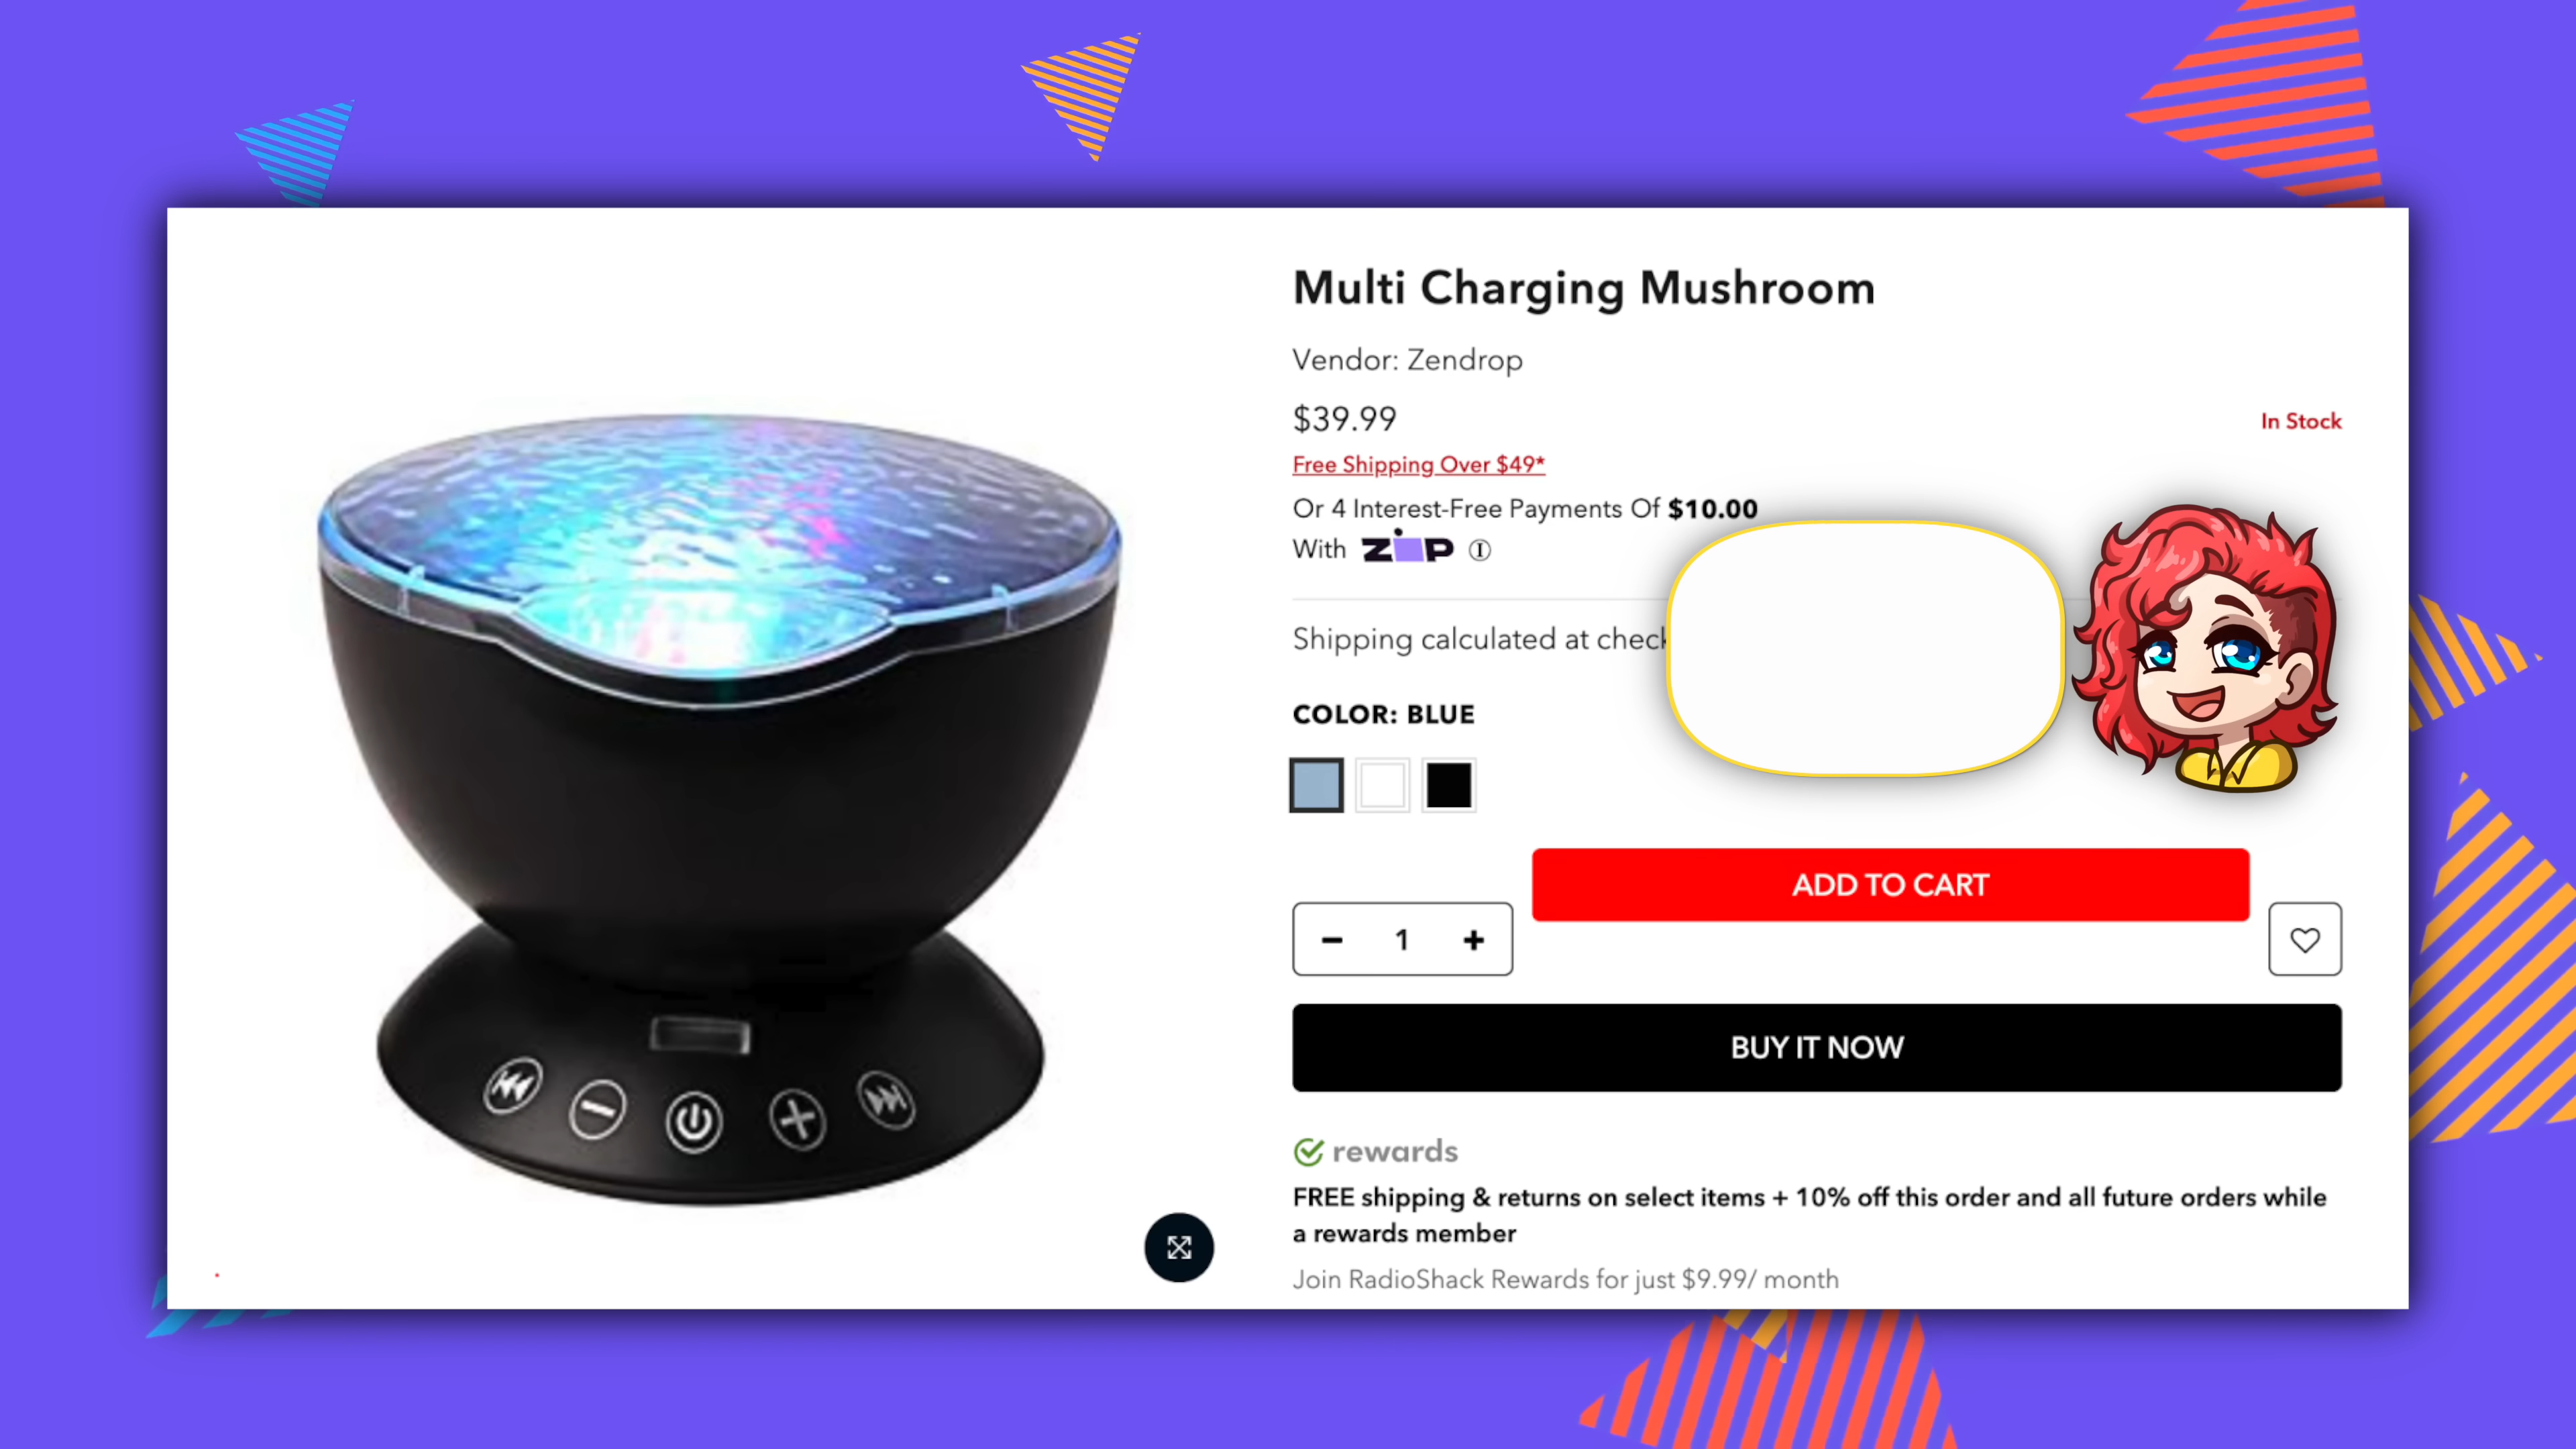 Multi Charging Mushroom
Vendor: Zendrop
$39.99
In Stock
Free Shipping Over $49*
Or 4 Interest-Free Payments Of $10.00
With ZIP
Shipping calculated at check
COLOR: BLUE
ADD TO CART
1
BUY IT NOW
rewards
FREE shipping & returns on select items + 10% off this order and all future orders while
a rewards member
Join RadioShack Rewards for just $9.99/ month